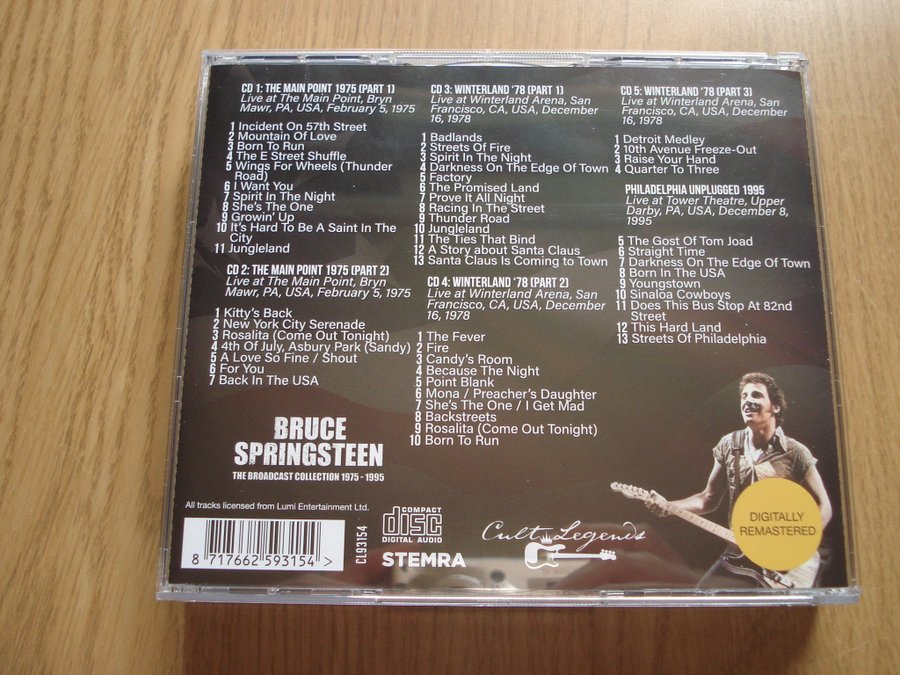 CD 1: THE MAIN POINT 1975 (PART 1)
Live at The Main Point, Bryn
Mawr, PA, USA, February 5, 1975
1 Incident On 57th Street
2 Mountain Of Love
3 Born To Run
4 The E Street Shuffle
5 Wings For Wheels (Thunder
Road)
6 I Want You
7 Spirit In The Night
8 She's The One
9 Growin' Up
10 It's Hard To Be A Saint In The
City
11 Jungleland
CD 2: THE MAIN POINT 1975 (PART 2)
Live at The Main Point, Bryn
Mawr, PA, USA, February 5, 1975
1 Kitty's Back
2 New York City Serenade
3 Rosalita (Come Out Tonight)
4 4th Of July, Asbury Park (Sandy)
5 A Love So Fine / Shout
6 For You
7 Back In The USA
CD 3: WINTERLAND '78 (PART 1)
Live at Winterland Arena, San
Francisco, CA, USA, December
16, 1978
1 Badlands
2 Streets Of Fire
3 Spirit In The Night
4 Darkness On The Edge Of Town
5 Factory
6 The Promised Land
7 Prove It All Night
8 Racing In The Street
9 Thunder Road
10 Jungleland
11 The Ties That Bind
12 A Story about Santa Claus
13 Santa Claus Is Coming to Town
CD 4: WINTERLAND '78 (PART 2)
Live at Winterland Arena, San
Francisco, CA, USA, December
16, 1978
1 The Fever
2 Fire
3 Candy's Room
4 Because The Night
5 Point Blank
6 Mona / Preacher's Daughter
7 She's The One / I Get Mad
8 Backstreets
9 Rosalita (Come Out Tonight)
10 Born To Run
CD 5: WINTERLAND '78 (PART 3)
Live at Winterland Arena, San
Francisco, CA, USA, December
16, 1978
1 Detroit Medley
2 10th Avenue Freeze-Out
3 Raise Your Hand
4 Quarter To Three
PHILADELPHIA UNPLUGGED 1995
Live at Tower Theatre, Upper
Darby, PA, USA, December 8,
1995
5 The Gost Of Tom Joad
6 Straight Time
7 Darkness On The Edge Of Town
8 Born In The USA
9 Youngstown
10 Sinaloa Cowboys
11 Does This Bus Stop At 82nd
Street
12 This Hard Land
13 Streets Of Philadelphia
BRUCE
SPRINGSTEEN
THE BROADCAST COLLECTION 1975 - 1995
All tracks licensed from Lumi Entertainment Ltd.
8 717662 593154 >
CL93154
COMPACT
disc
DIGITAL AUDIO
STEMRA
Cult Legends
DIGITALLY
REMASTERED